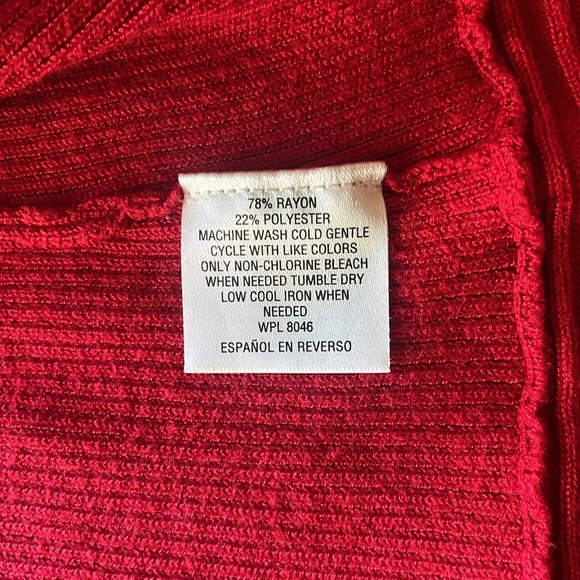 78% RAYON
22% POLYESTER
MACHINE WASH COLD GENTLE
CYCLE WITH LIKE COLORS
ONLY NON-CHLORINE BLEACH
WHEN NEEDED TUMBLE DRY
LOW COOL IRON WHEN
NEEDED
WPL 8046
ESPAÑOL EN REVERSO